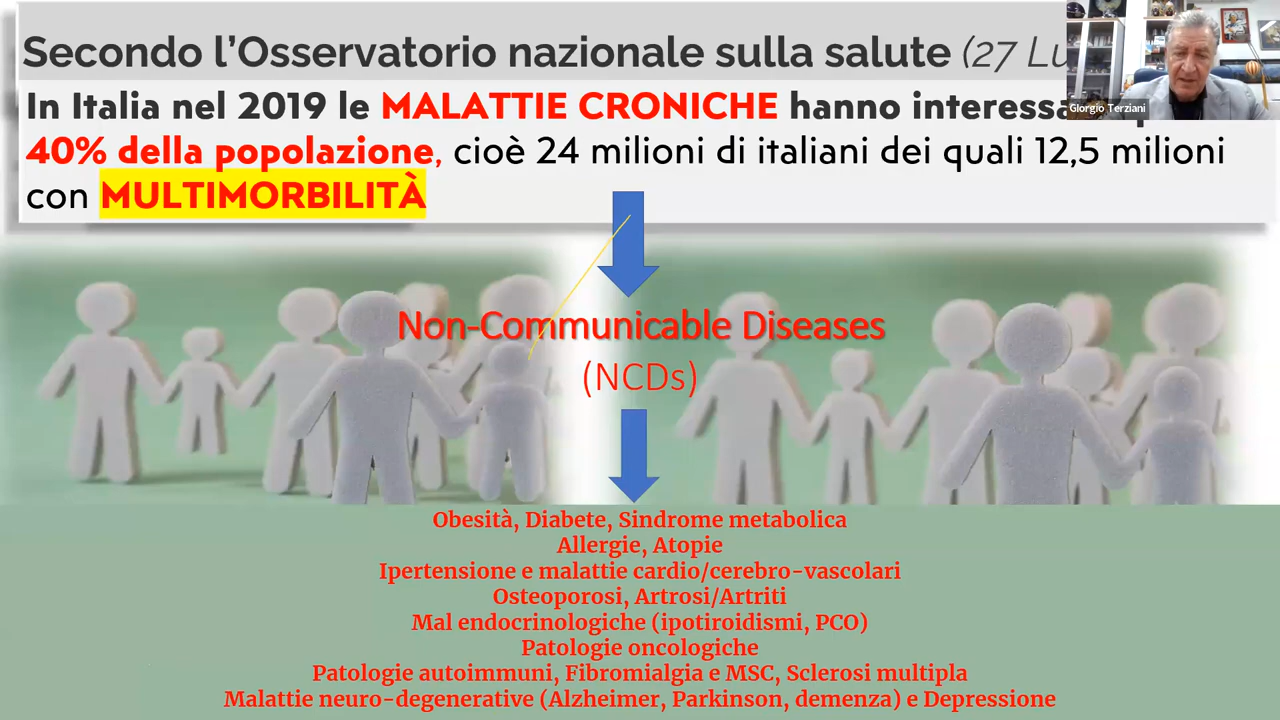 Secondo l’Osservatorio nazionale sulla salute (27 Lu
Giorgio Terziani
In Italia nel 2019 le MALATTIE CRONICHE hanno interessa
40% della popolazione, cioè 24 milioni di italiani dei quali 12,5 milioni
con MULTIMORBILITÀ
Non-Communicable Diseases
(NCDs)
Obesità, Diabete, Sindrome metabolica
Allergie, Atopie
Ipertensione e malattie cardio/cerebro-vascolari
Osteoporosi, Artrosi/Artriti
Mal endocrinologiche (ipotiroidismi, PCO)
Patologie oncologiche
Patologie autoimmuni, Fibromialgia e MSC, Sclerosi multipla
Malattie neuro-degenerative (Alzheimer, Parkinson, demenza) e Depressione